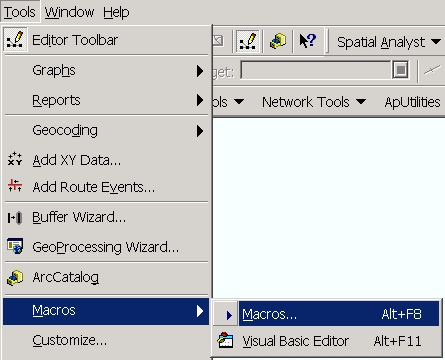 Tools Window Help
Editor Toolbar
Spatial Analyst
Graphs
get:
Reports
ols Network Tools ApUtilities
Geocoding
Add XY Data...
Add Route Events...
Buffer Wizard...
GeoProcessing Wizard...
ArcCatalog
Macros
Macros... Alt+F8
Customize...
Visual Basic Editor Alt+F11